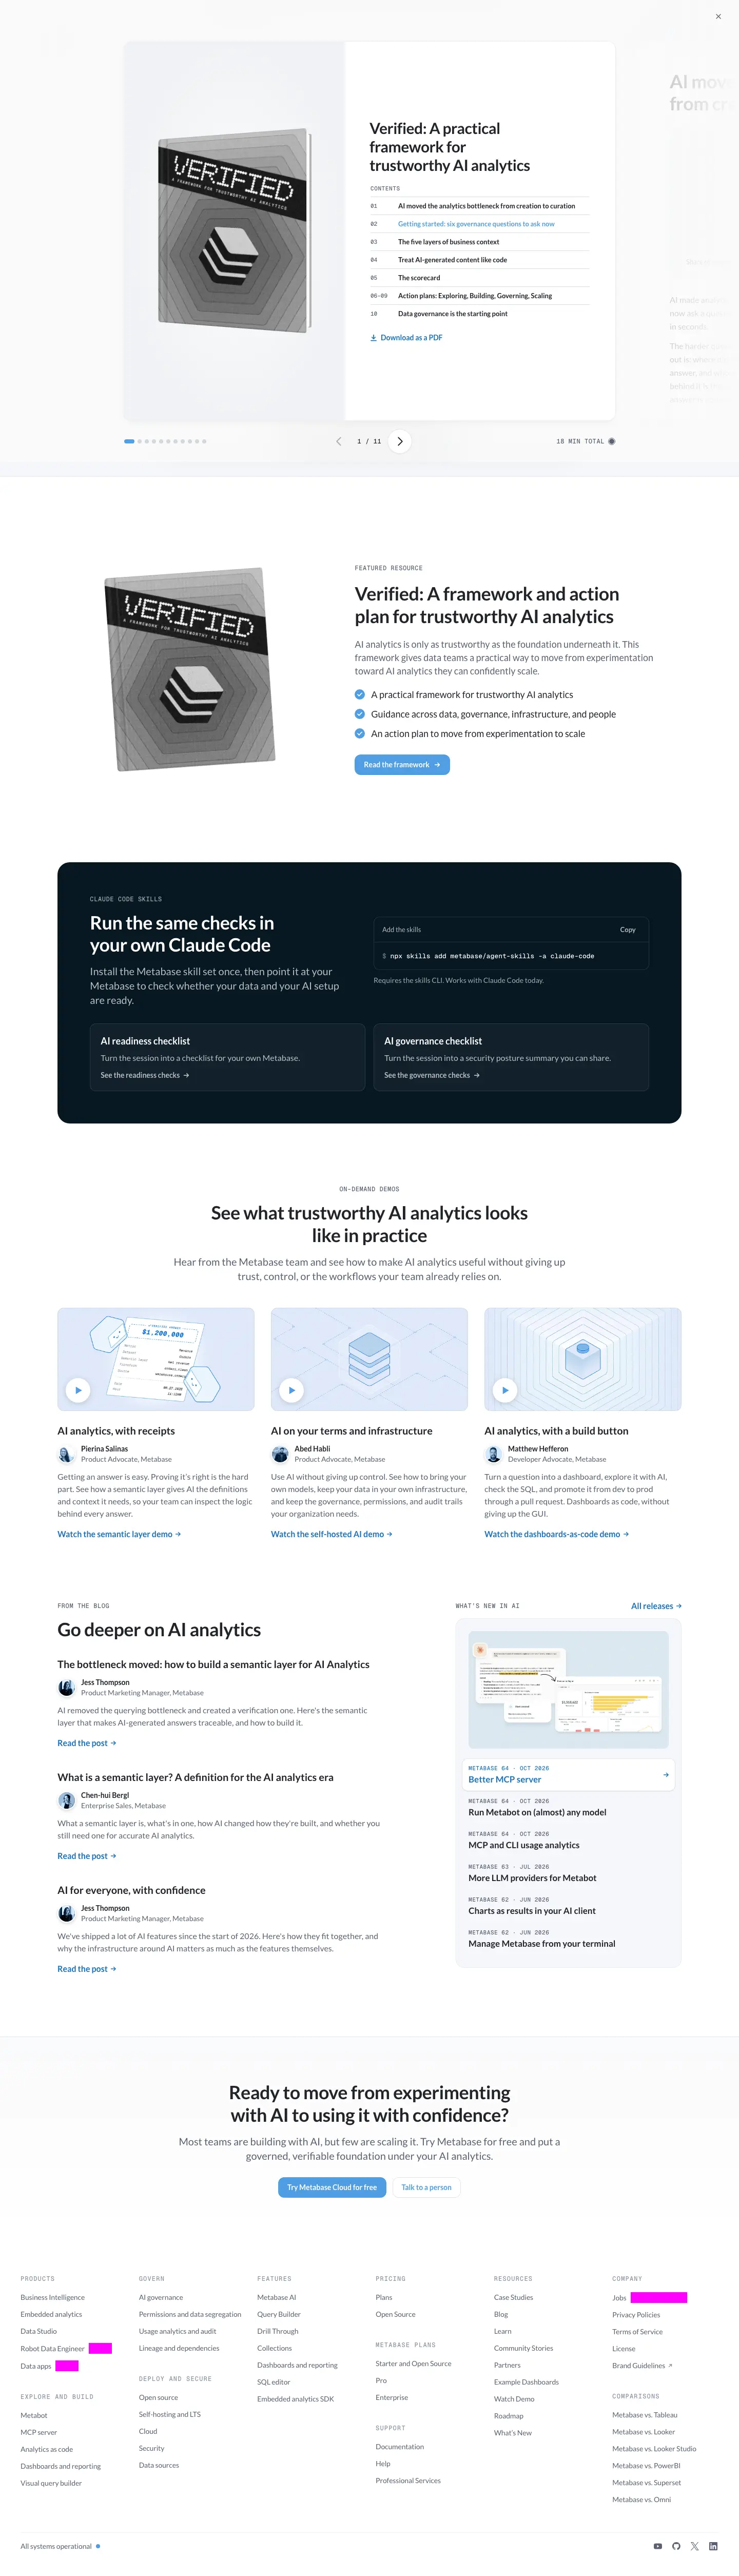 VERIFIED
A FRAMEWORK FOR TRUSTWORTHY AI ANALYTICS
Verified: A practical
framework for
trustworthy AI analytics
CONTENTS
01 AI moved the analytics bottleneck from creation to curation
02 Getting started: six governance questions to ask now
03 The five layers of business context
04 Treat AI-generated content like code
05 The scorecard
06–09 Action plans: Exploring, Building, Governing, Scaling
10 Data governance is the starting point
Download as a PDF
1 / 11
18 MIN TOTAL
VERIFIED
A FRAMEWORK FOR TRUSTWORTHY AI ANALYTICS
FEATURED RESOURCE
Verified: A framework and action
plan for trustworthy AI analytics
AI analytics is only as trustworthy as the foundation underneath it. This
framework gives data teams a practical way to move from experimentation
toward AI analytics they can confidently scale.
A practical framework for trustworthy AI analytics
Guidance across data, governance, infrastructure, and people
An action plan to move from experimentation to scale
Read the framework →
CLAUDE CODE SKILLS
Run the same checks in
your own Claude Code
Install the Metabase skill set once, then point it at your
Metabase to check whether your data and your AI setup
are ready.
Add the skills Copy
$ npx skills add metabase/agent-skills -a claude-code
Requires the skills CLI. Works with Claude Code today.
AI readiness checklist
Turn the session into a checklist for your own Metabase.
See the readiness checks →
AI governance checklist
Turn the session into a security posture summary you can share.
See the governance checks →
ON-DEMAND DEMOS
See what trustworthy AI analytics looks
like in practice
Hear from the Metabase team and see how to make AI analytics useful without giving up
trust, control, or the workflows your team already relies on.
$1,200,000
AI analytics, with receipts
Pierina Salinas
Product Advocate, Metabase
Getting an answer is easy. Proving it's right is the hard
part. See how a semantic layer gives AI the definitions
and context it needs, so your team can inspect the logic
behind every answer.
Watch the semantic layer demo →
AI on your terms and infrastructure
Abed Habli
Product Advocate, Metabase
Use AI without giving up control. See how to bring your
own models, keep your data in your own infrastructure,
and keep the governance, permissions, and audit trails
your organization needs.
Watch the self-hosted AI demo →
AI analytics, with a build button
Matthew Hefferon
Developer Advocate, Metabase
Turn a question into a dashboard, explore it with AI,
check the SQL, and promote it from dev to prod
through a pull request. Dashboards as code, without
giving up the GUI.
Watch the dashboards-as-code demo →
FROM THE BLOG
Go deeper on AI analytics
The bottleneck moved: how to build a semantic layer for AI Analytics
Jess Thompson
Product Marketing Manager, Metabase
AI removed the querying bottleneck and created a verification one. Here's the semantic
layer that makes AI-generated answers traceable, and how to build it.
Read the post →
What is a semantic layer? A definition for the AI analytics era
Chen-hui Bergl
Enterprise Sales, Metabase
What a semantic layer is, what's in one, how AI changed how they're built, and whether you
still need one for accurate AI analytics.
Read the post →
AI for everyone, with confidence
Jess Thompson
Product Marketing Manager, Metabase
We've shipped a lot of AI features since the start of 2026. Here's how they fit together, and
why the infrastructure around AI matters as much as the features themselves.
Read the post →
WHAT'S NEW IN AI
All releases →
METABASE 64 · OCT 2026
Better MCP server →
METABASE 64 · OCT 2026
Run Metabot on (almost) any model
METABASE 64 · OCT 2026
MCP and CLI usage analytics
METABASE 63 · JUL 2026
More LLM providers for Metabot
METABASE 62 · JUN 2026
Charts as results in your AI client
METABASE 62 · JUN 2026
Manage Metabase from your terminal
Ready to move from experimenting
with AI to using it with confidence?
Most teams are building with AI, but few are scaling it. Try Metabase for free and put a
governed, verifiable foundation under your AI analytics.
Try Metabase Cloud for free
Talk to a person
PRODUCTS
Business Intelligence
Embedded analytics
Data Studio
Robot Data Engineer
Data apps
EXPLORE AND BUILD
Metabot
MCP server
Analytics as code
Dashboards and reporting
Visual query builder
GOVERN
AI governance
Permissions and data segregation
Usage analytics and audit
Lineage and dependencies
DEPLOY AND SECURE
Open source
Self-hosting and LTS
Cloud
Security
Data sources
FEATURES
Metabase AI
Query Builder
Drill Through
Collections
Dashboards and reporting
SQL editor
Embedded analytics SDK
PRICING
Plans
Open Source
METABASE PLANS
Starter and Open Source
Pro
Enterprise
SUPPORT
Documentation
Help
Professional Services
RESOURCES
Case Studies
Blog
Learn
Community Stories
Partners
Example Dashboards
Watch Demo
Roadmap
What's New
COMPANY
Jobs
Privacy Policies
Terms of Service
License
Brand Guidelines ↗
COMPARISONS
Metabase vs. Tableau
Metabase vs. Looker
Metabase vs. Looker Studio
Metabase vs. PowerBI
Metabase vs. Superset
Metabase vs. Omni
All systems operational